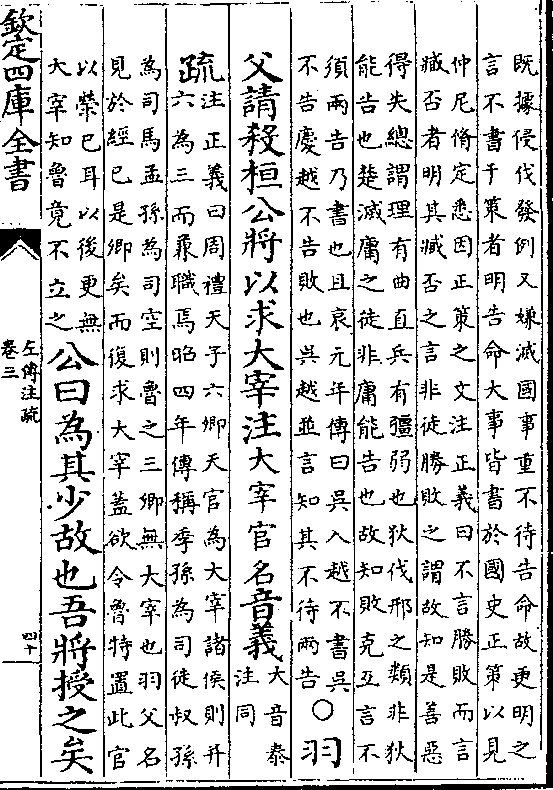 既據侵伐發例又嫌滅國事重不待告命故更明之
言不書于策者明告命大事皆書於國史正策以見
仲尼脩定悉因正策之文注正義曰不言勝敗而言
臧否者明其臧否之言非徒勝敗之謂故知是善惡
得失總謂理有曲直兵有彊弱也狄伐邢之類非狄
能告也楚滅庸之徒非庸能告也故知敗克互言不
須兩告乃書也且哀元年傳曰吳入越不書吳
不告慶越不告敗也吳越並言知其不待兩告
○羽
父請殺桓公將以求大宰注大宰官名音義
大音泰
注同
疏
注正義曰周禮天子六卿天官為大宰諸侯則并
六為三而兼職焉昭四年傳稱季孫為司徒叔孫
為司馬孟孫為司空則魯之三卿無大宰也羽父名
見於經已是卿矣而復求大宰蓋欲令魯特置此官
以榮已耳以後更無
大宰知魯竟不立之
公曰為其少故也吾將授之矣
欽定四庫全書
左傳注疏
卷三
四十